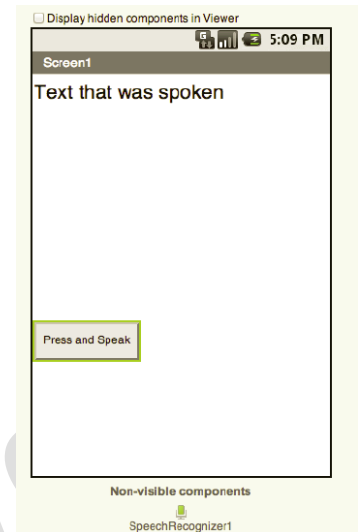 Display hidden components in Viewer
5:09 PM
Screen1
Text that was spoken
Press and Speak
Non-visible components
SpeechRecognizer1